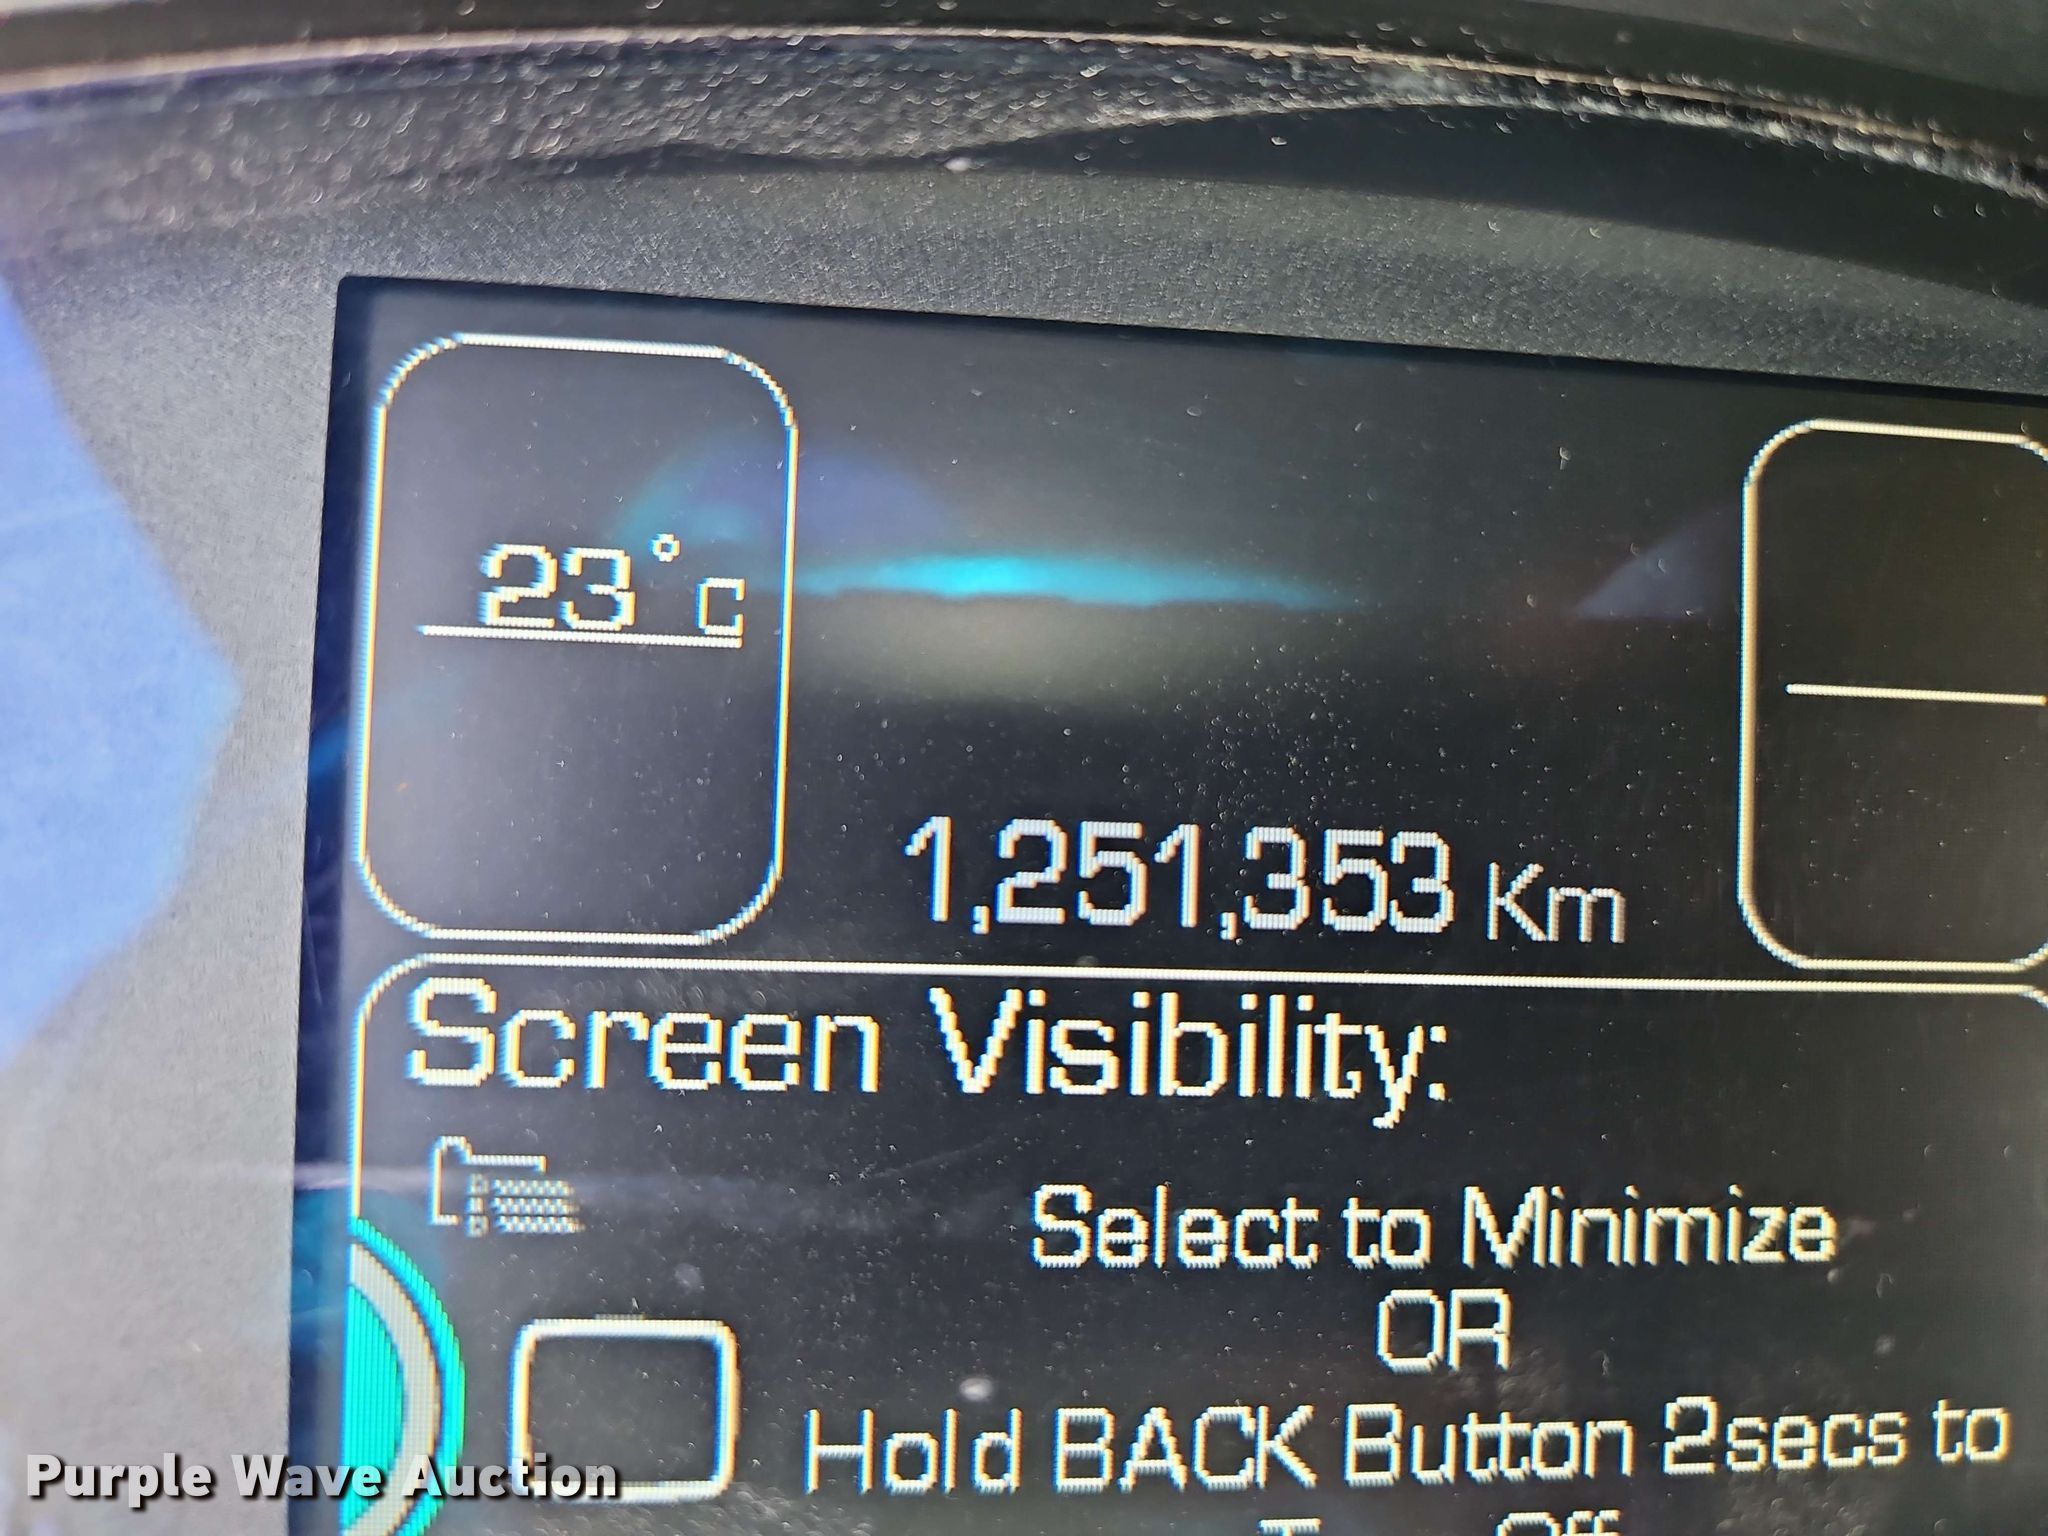 23°C
1,251,353 Km
Screen Visibility:
Select to Minimize
OR
Hold BACK Button 2secs to
Off
Purple Wave Auction